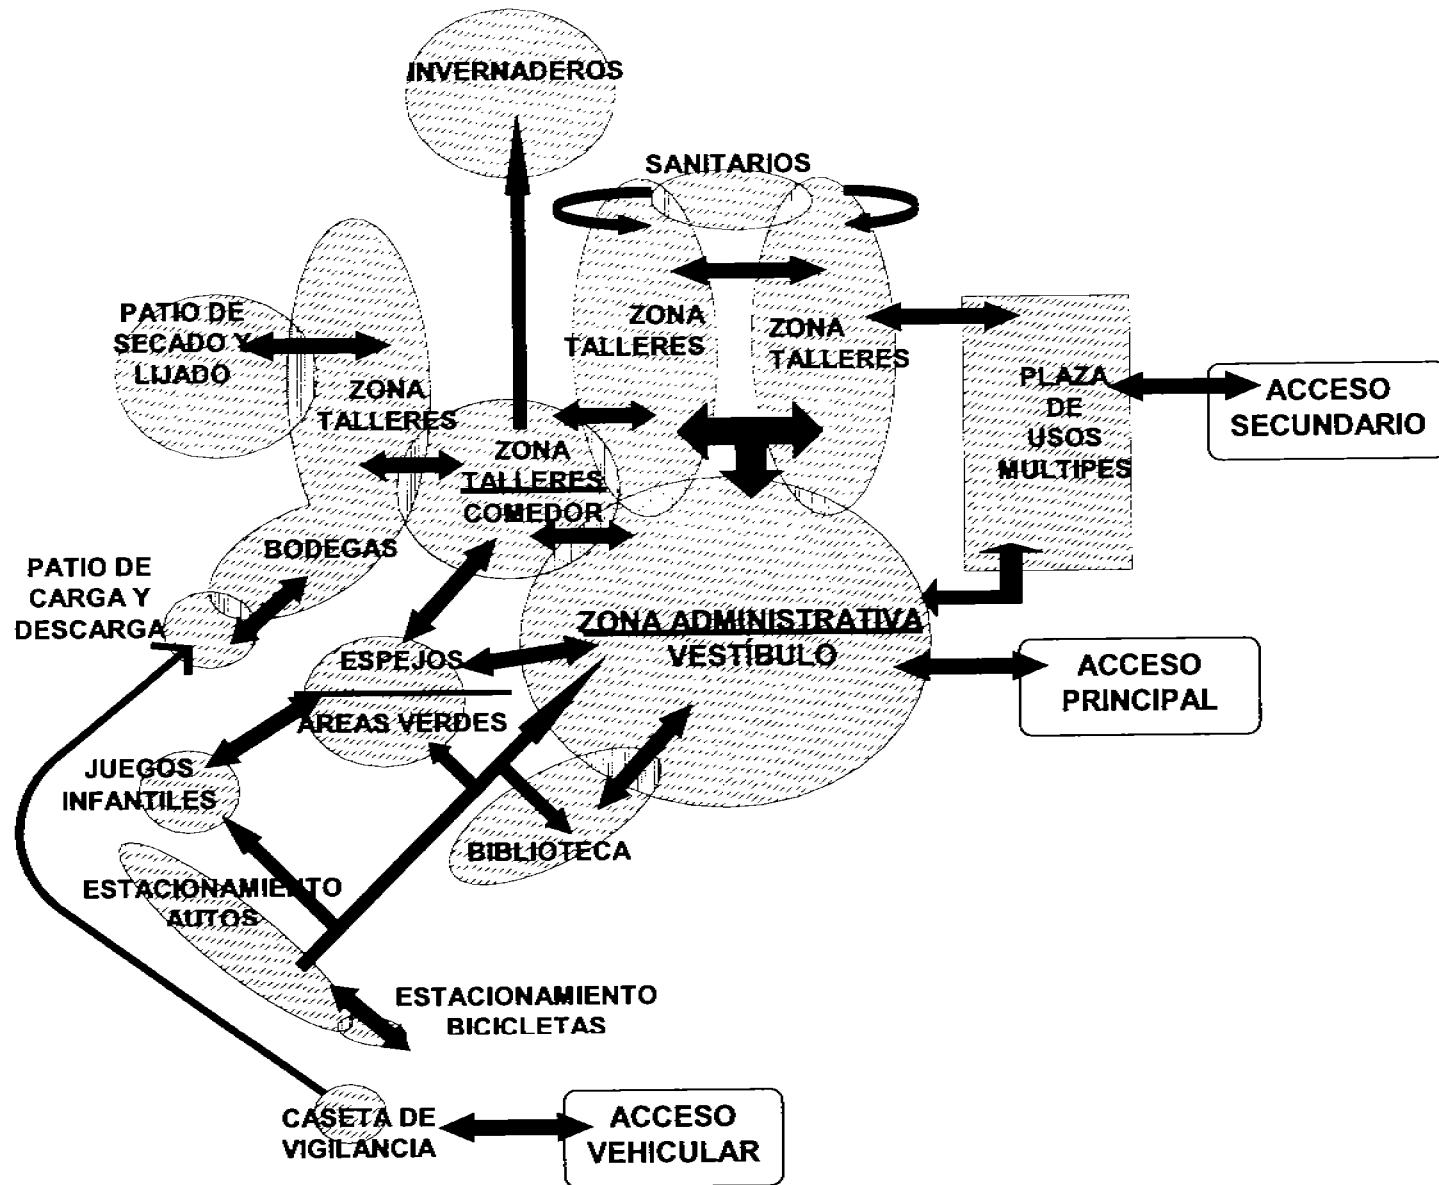 INVERNADEROS
SANITARIOS
PATIO DE
SECADO Y
LIJADO
ZONA
TALLERES
ZONA
TALLERES
ZONA
TALLERES
PLAZA
DE
USOS
MULTIPES
ACCESO
SECUNDARIO
ZONA
TALLERES
COMEDOR
BODEGAS
PATIO DE
CARGA Y
DESCARGA
ZONA ADMINISTRATIVA
VESTÍBULO
ESPEJOS
AREAS VERDES
ACCESO
PRINCIPAL
JUEGOS
INFANTILES
BIBLIOTECA
ESTACIONAMIENTO
AUTOS
ESTACIONAMIENTO
BICICLETAS
CASETA DE
VIGILANCIA
ACCESO
VEHICULAR